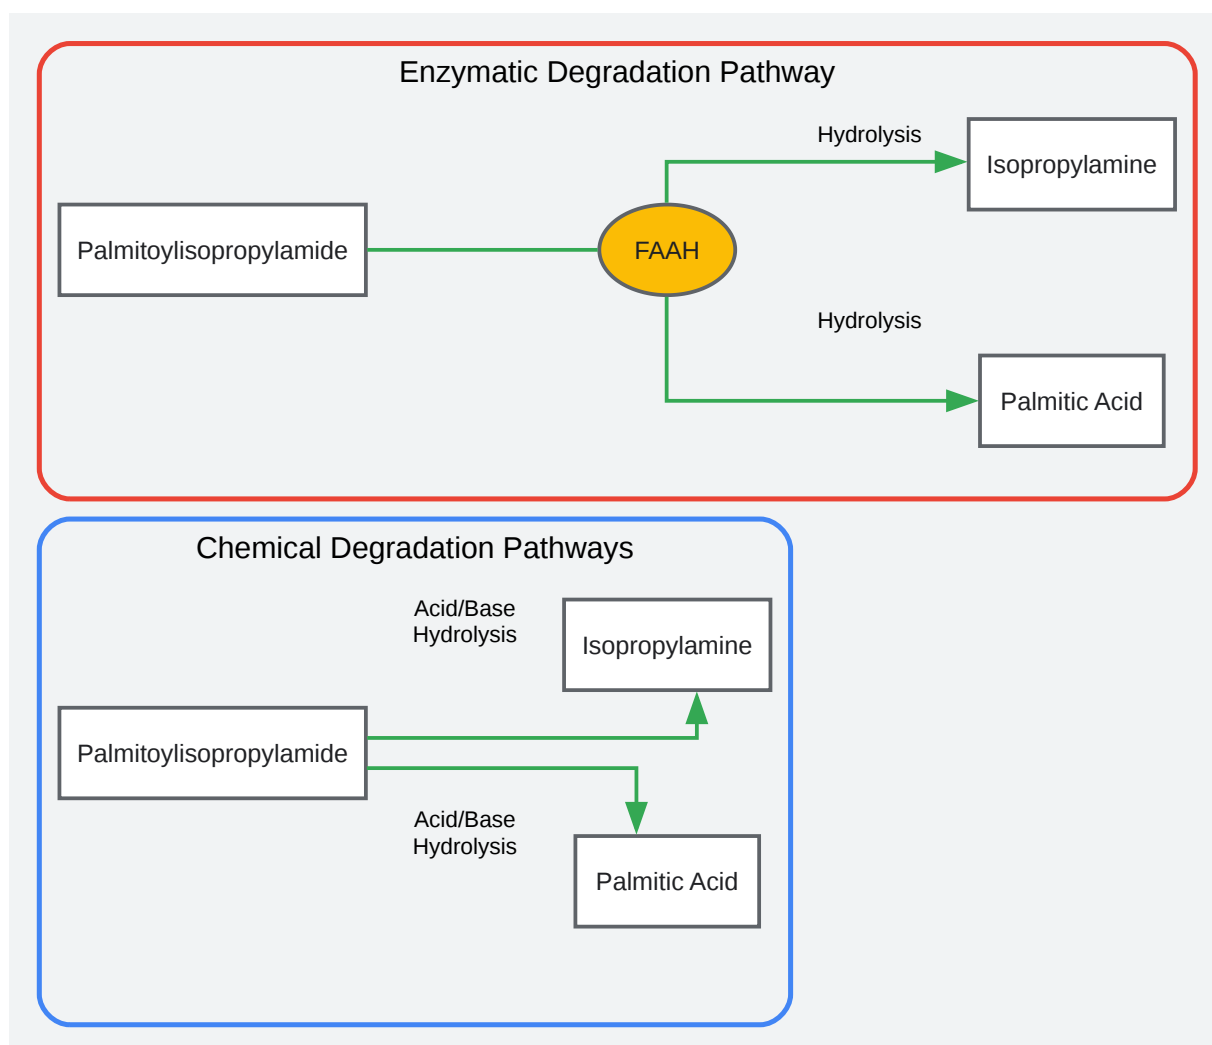 Enzymatic Degradation Pathway
Hydrolysis
Isopropylamine
Palmitoylisopropylamide
FAAH
Hydrolysis
Palmitic Acid
Chemical Degradation Pathways
Acid/Base
Hydrolysis
Isopropylamine
Palmitoylisopropylamide
Acid/Base
Hydrolysis
Palmitic Acid